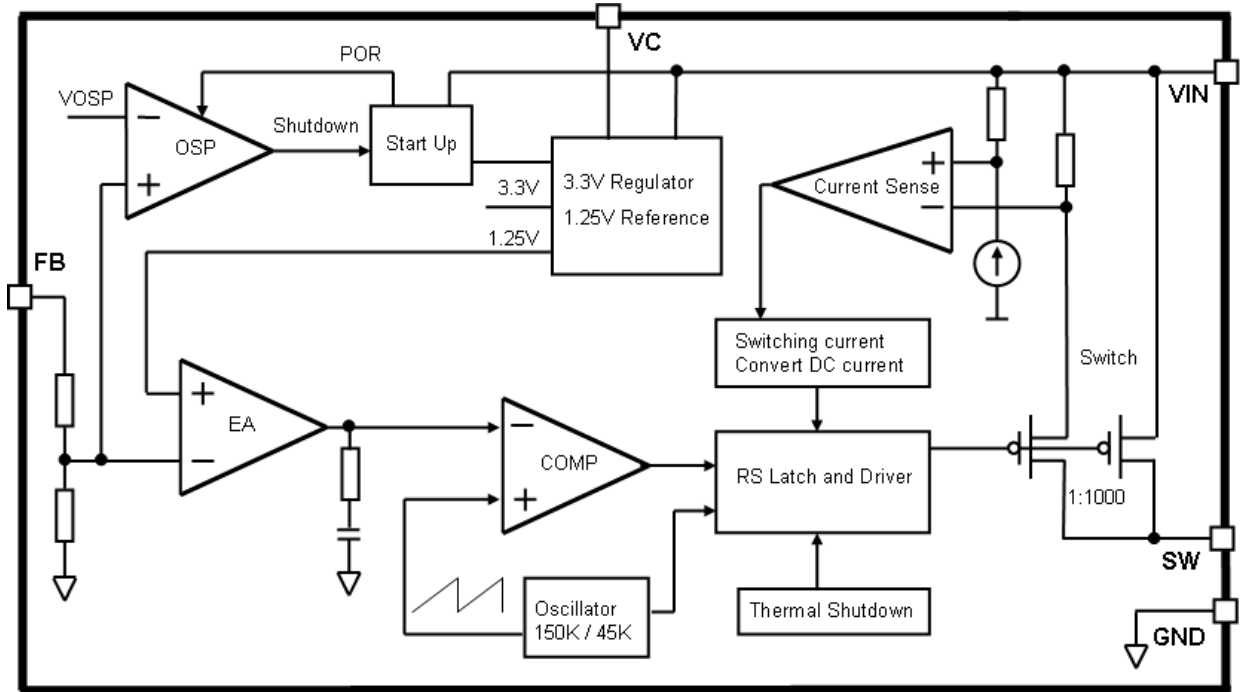 VC
POR
VIN
VOSP
OSP
Shutdown
Start Up
3.3V
3.3V Regulator
1.25V Reference
1.25V
Current Sense
FB
Switching current
Convert DC current
Switch
EA
COMP
RS Latch and Driver
1:1000
SW
Oscillator
150K / 45K
Thermal Shutdown
GND